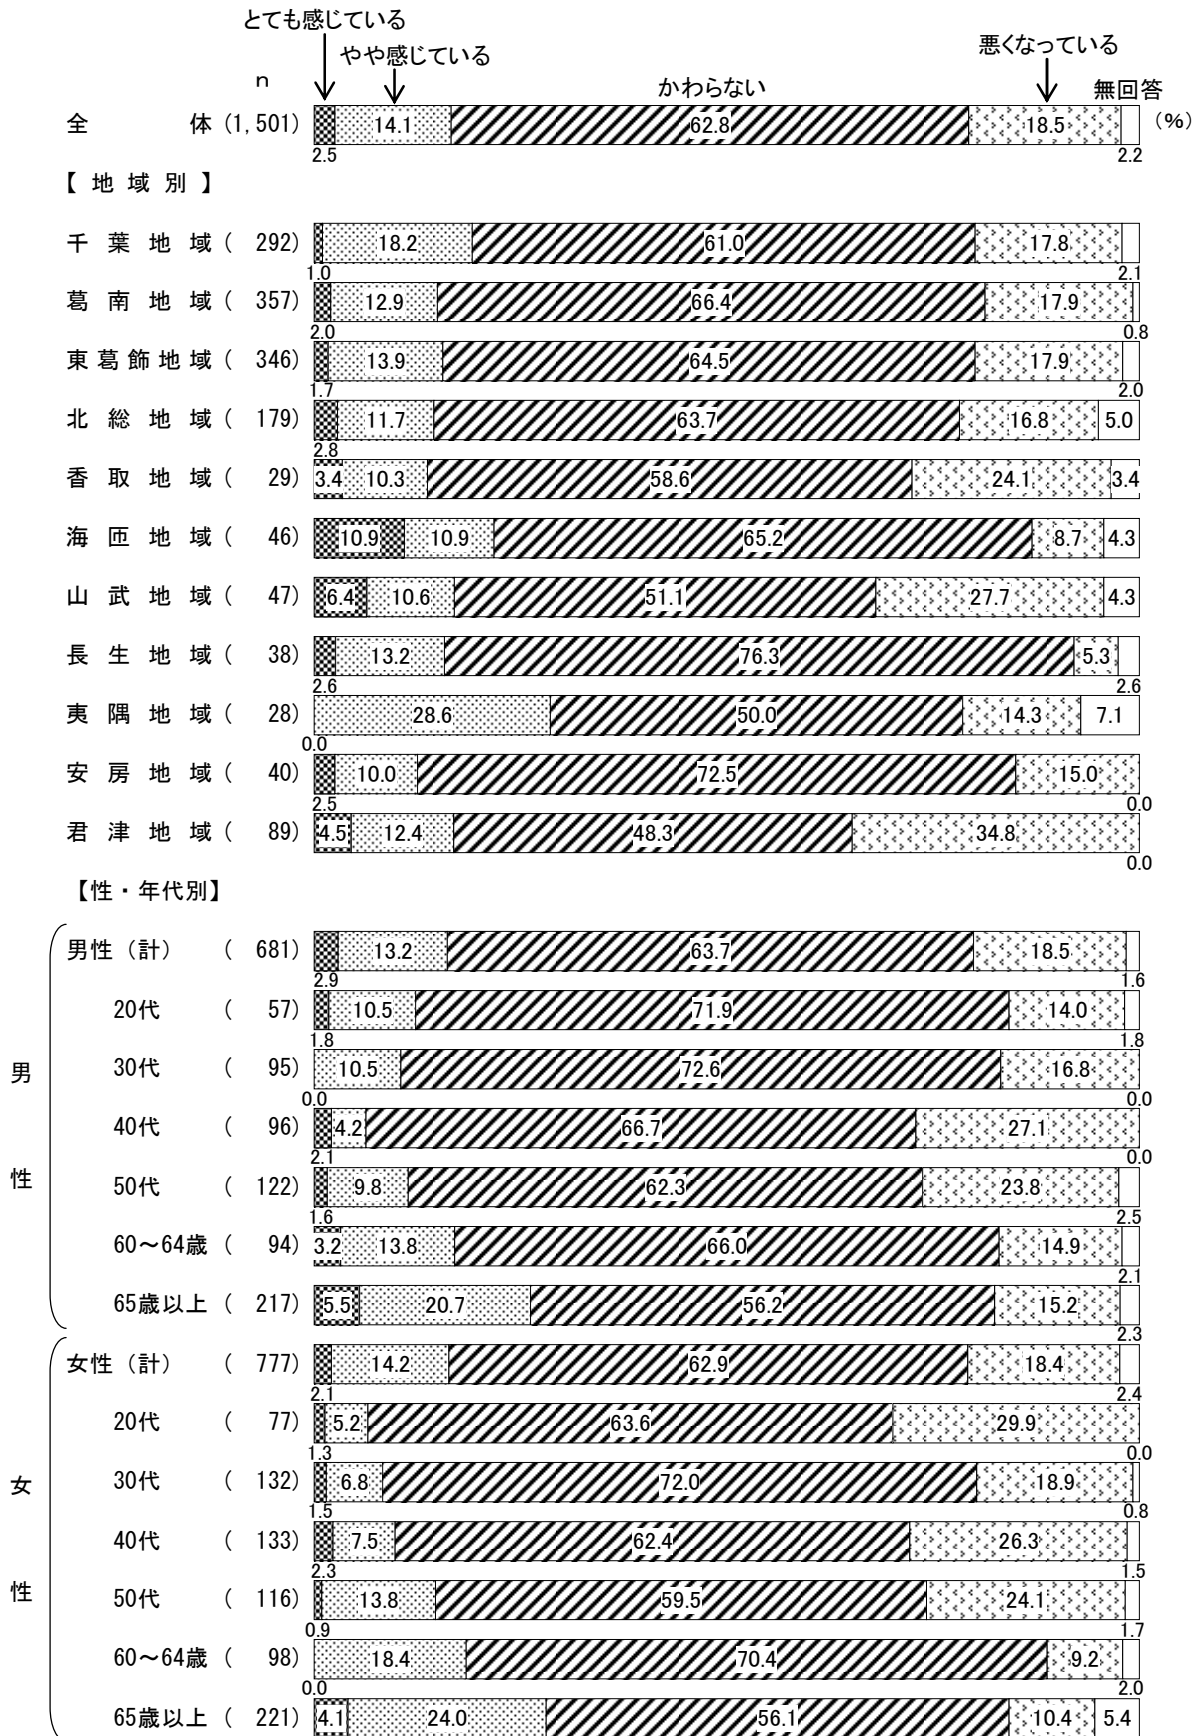 とても感じている
やや感じている
悪くなっている
n
かわらない
無回答
全体(1,501) 14.1 62.8 18.5 (%)
2.5 2.2
【地域別】
千葉地域( 292) 18.2 61.0 17.8
1.0 2.1
葛南地域( 357) 12.9 66.4 17.9
2.0 0.8
東葛飾地域( 346) 13.9 64.5 17.9
1.7 2.0
北総地域( 179) 11.7 63.7 16.8 5.0
2.8
香取地域( 29) 3.4 10.3 58.6 24.1 3.4
海匝地域( 46) 10.9 10.9 65.2 8.7 4.3
山武地域( 47) 6.4 10.6 51.1 27.7 4.3
長生地域( 38) 13.2 76.3 5.3
2.6 2.6
夷隅地域( 28) 28.6 50.0 14.3 7.1
0.0
安房地域( 40) 10.0 72.5 15.0
2.5 0.0
君津地域( 89) 4.5 12.4 48.3 34.8
0.0
【性・年代別】
男性(計) ( 681) 13.2 63.7 18.5
2.9 1.6
20代 ( 57) 10.5 71.9 14.0
1.8 1.8
男
30代 ( 95) 10.5 72.6 16.8
0.0 0.0
40代 ( 96) 4.2 66.7 27.1
2.1 0.0
性
50代 ( 122) 9.8 62.3 23.8
1.6 2.5
60~64歳( 94) 3.2 13.8 66.0 14.9
2.1
65歳以上( 217) 5.5 20.7 56.2 15.2
2.3
女性(計) ( 777) 14.2 62.9 18.4
2.1 2.4
20代 ( 77) 5.2 63.6 29.9
1.3 0.0
女
30代 ( 132) 6.8 72.0 18.9
1.5 0.8
40代 ( 133) 7.5 62.4 26.3
2.3 1.5
性
50代 ( 116) 13.8 59.5 24.1
0.9 1.7
60~64歳( 98) 18.4 70.4 9.2
0.0 2.0
65歳以上( 221) 4.1 24.0 56.1 10.4 5.4